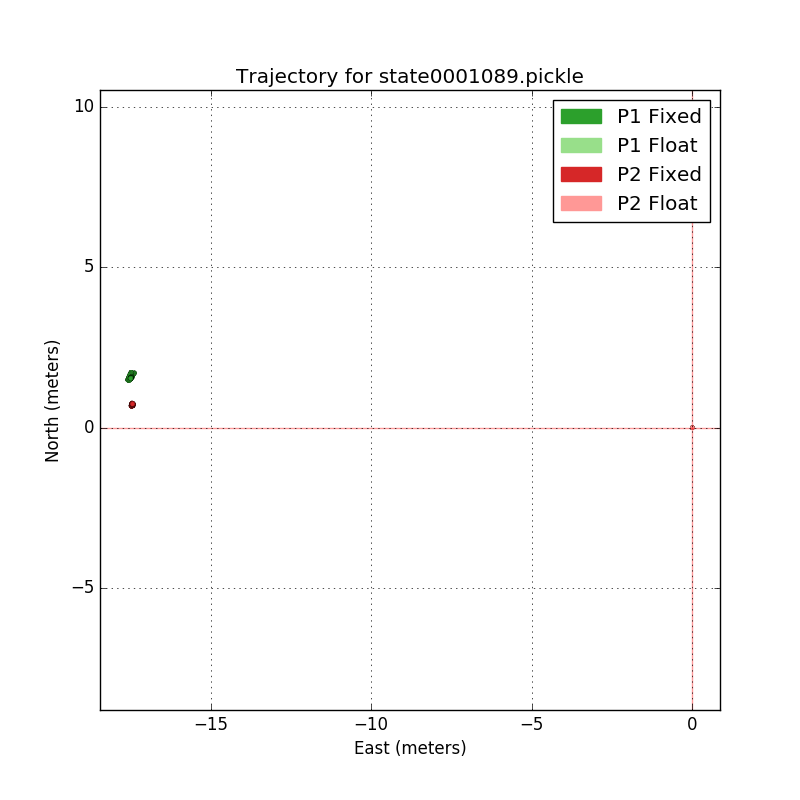 Trajectory for state0001089.pickle
P1 Fixed
P1 Float
P2 Fixed
P2 Float
10
5
0
−5
North (meters)
−15
−10
−5
0
East (meters)